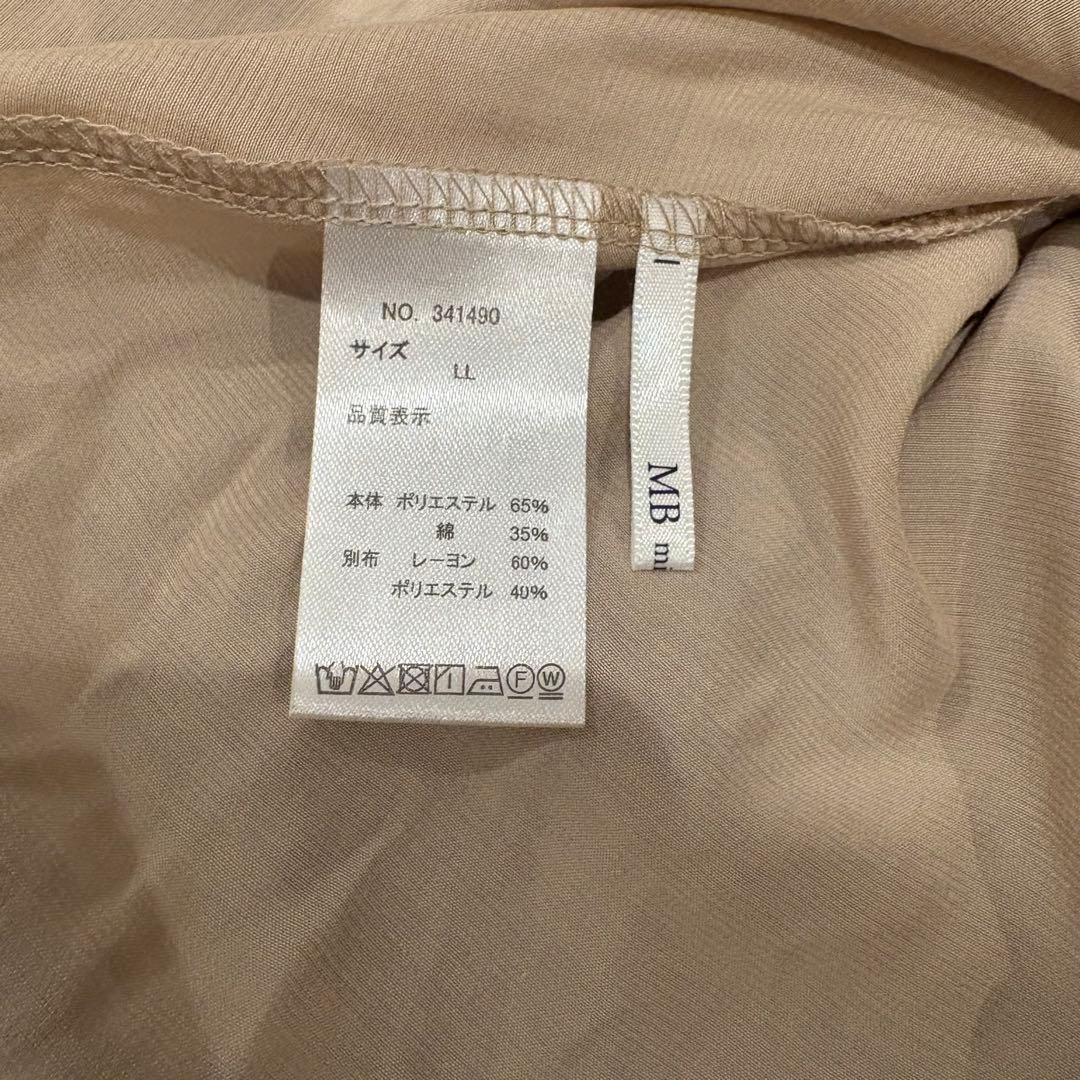 NO. 341490
サイズ
LL
品質表示
本体 ポリエステル 65%
綿 35%
別布 レーヨン 60%
ポリエステル 40%
F W
MB mi